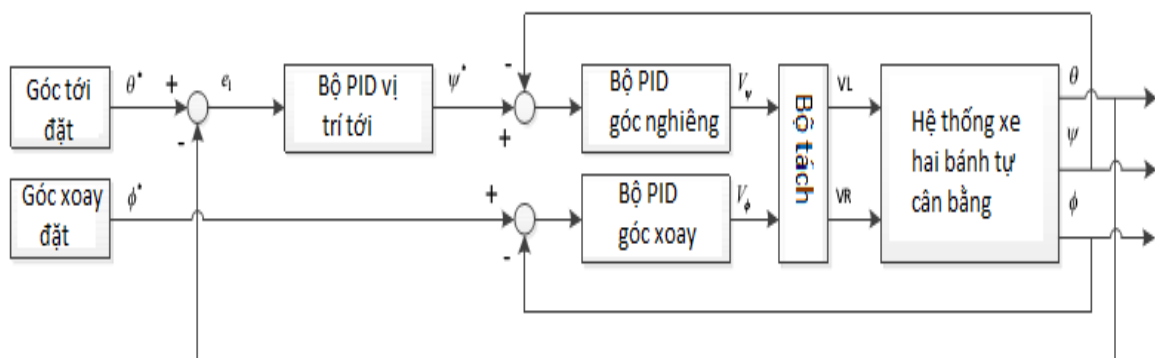 Góc tới
đặt
θ*
+
-
e₁
Bộ PID vị
trí tới
ψ*
-
+
Bộ PID
góc nghiêng
Vψ
Bộ tách
VL
VR
Hệ thống xe
hai bánh tự
cân bằng
θ
ψ
ϕ
Góc xoay
đặt
ϕ*
+
-
Bộ PID
góc xoay
Vϕ